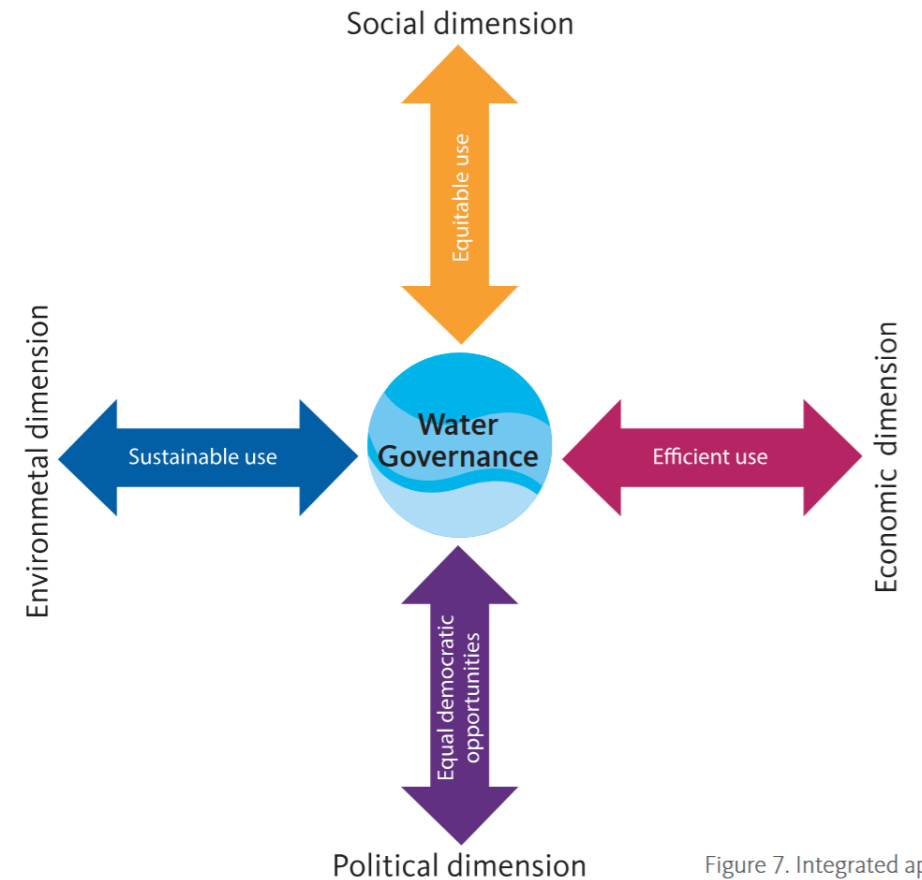 Social dimension
Equitable use
Environmetal dimension
Sustainable use
Water
Governance
Efficient use
Economic dimension
Equal democratic
opportunities
Political dimension
Figure 7. Integrated ap